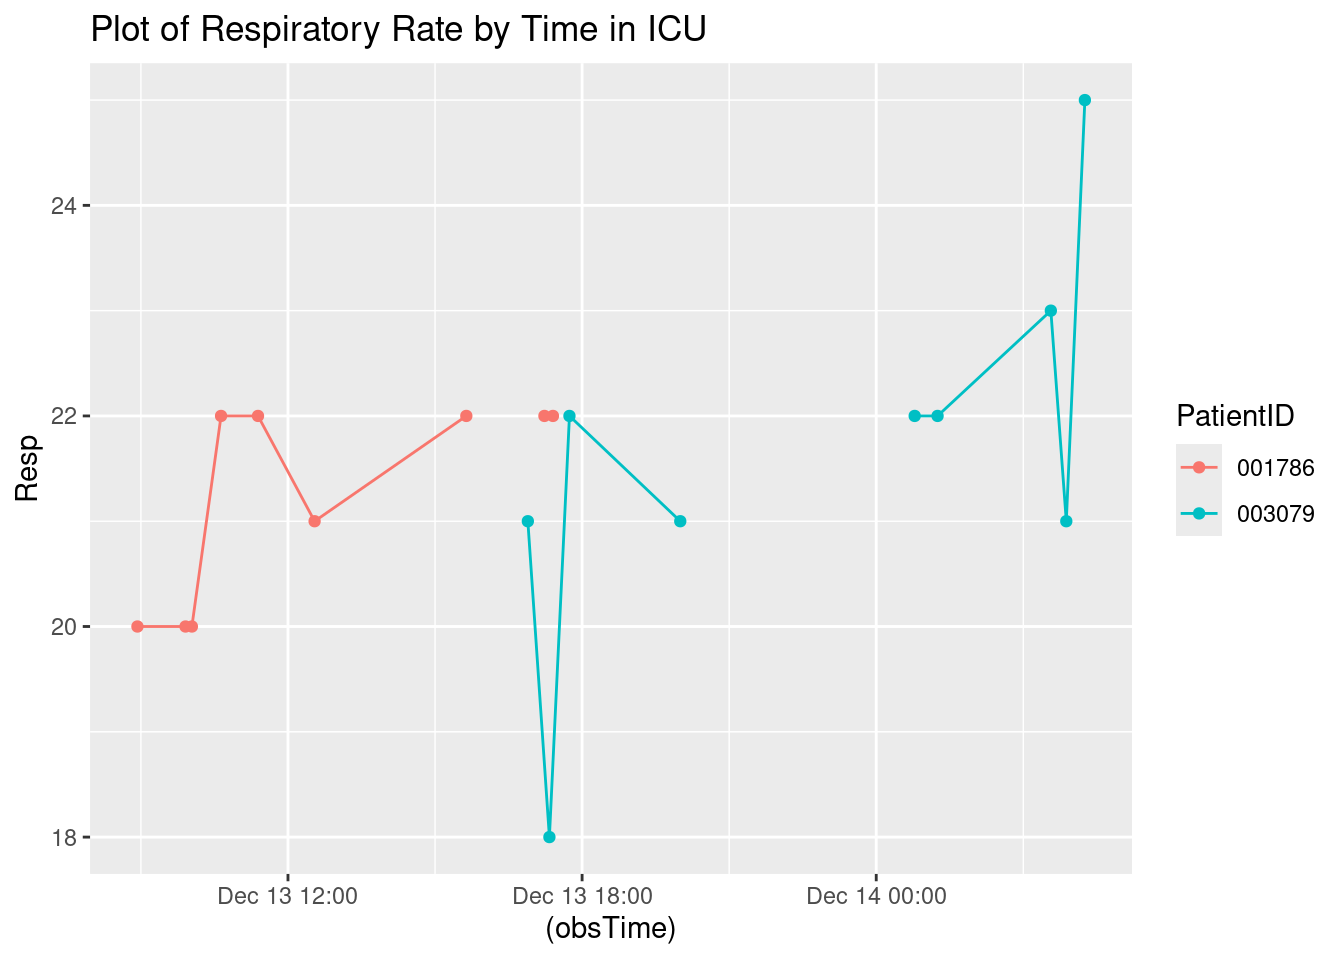 Plot of Respiratory Rate by Time in ICU
24
22
20
18
Resp
Dec 13 12:00
Dec 13 18:00
Dec 14 00:00
(obsTime)
PatientID
001786
003079